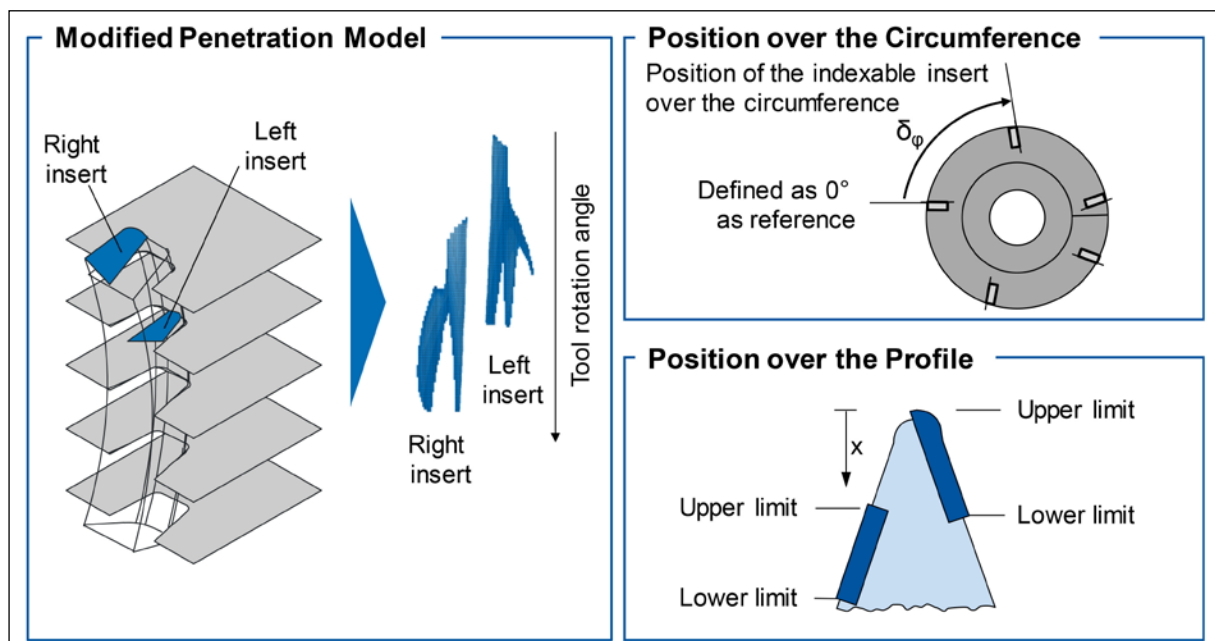 Modified Penetration Model
Right
insert
Left
insert
Tool rotation angle
Left
insert
Right
insert
Position over the Circumference
Position of the indexable insert
over the circumference
δφ
Defined as 0°
as reference
Position over the Profile
x
Upper limit
Upper limit
Lower limit
Lower limit